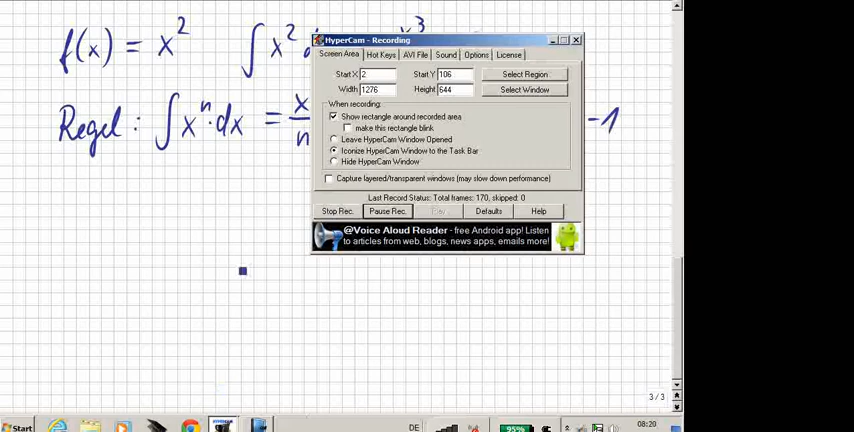 f(x) = x² ∫ x² d x³
Regel : ∫ xⁿ · dx = x
n
-1
HyperCam - Recording
Screen Area Hot Keys AVI File Sound Options License
Start X 2 Start Y 106 Select Region
Width 1276 Height 644 Select Window
When recording:
Show rectangle around recorded area
make this rectangle blink
Leave HyperCam Window Opened
Iconize HyperCam Window to the Task Bar
Hide HyperCam Window
Capture layered/transparent windows (may slow down performance)
Last Record Status: Total frames: 170, skipped: 0
Stop Rec. Pause Rec. Defaults Help
@Voice Aloud Reader - free Android app! Listen
to articles from web, blogs, news apps, emails more!
3 / 3
Start DE 95% 08:20